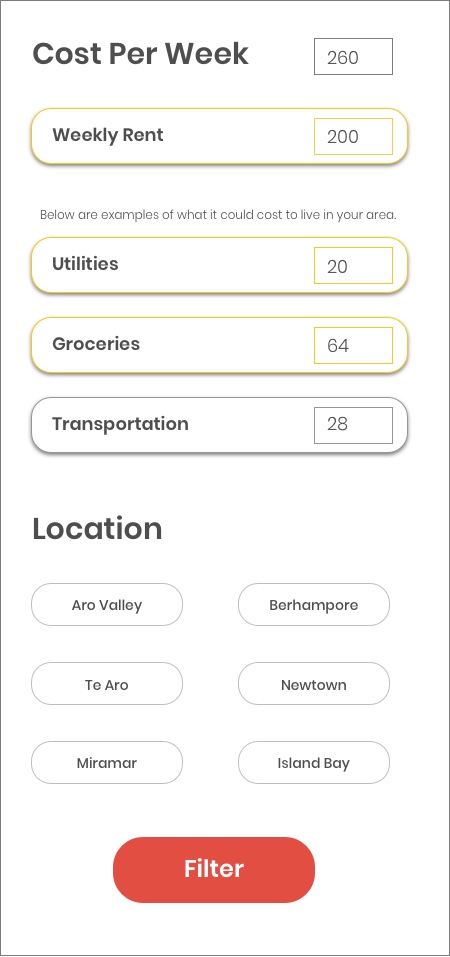 Cost Per Week 260
Weekly Rent 200
Below are examples of what it could cost to live in your area.
Utilities 20
Groceries 64
Transportation 28
Location
Aro Valley Berhampore
Te Aro Newtown
Miramar Island Bay
Filter